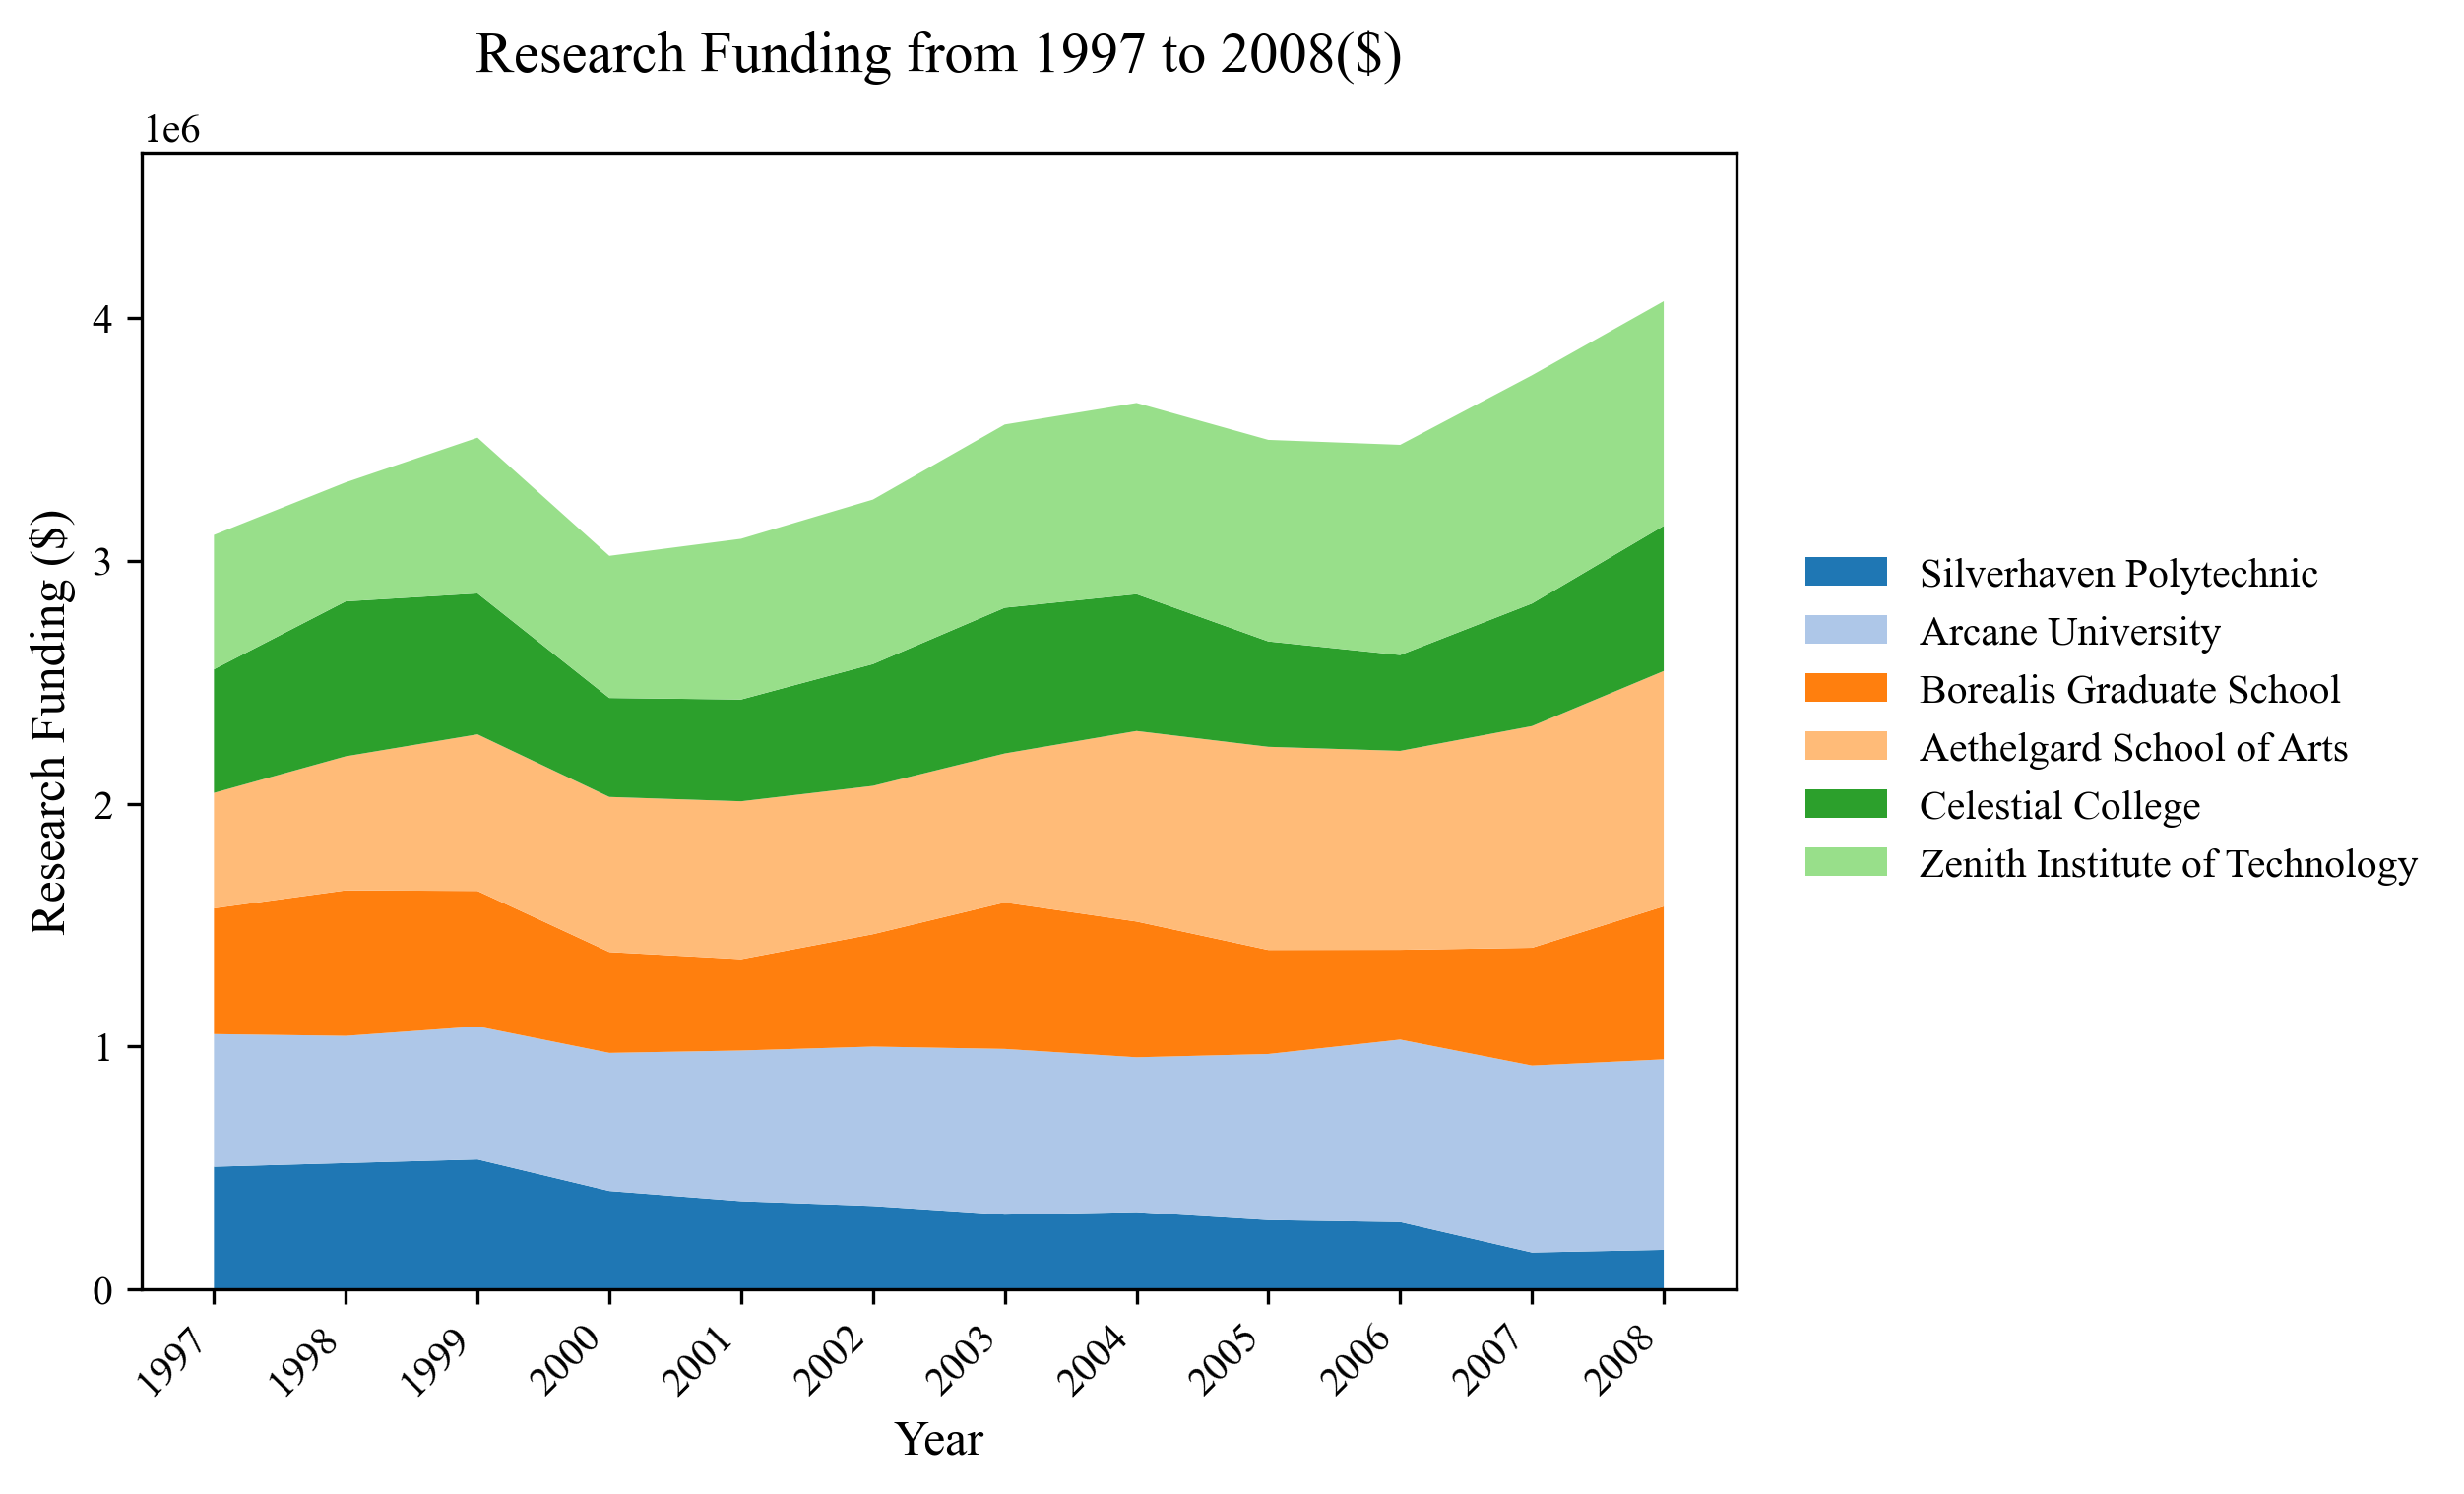 Research Funding from 1997 to 2008($)
1e6
4
3
2
1
0
Research Funding ($)
1997
1998
1999
2000
2001
2002
2003
2004
2005
2006
2007
2008
Year
Silverhaven Polytechnic
Arcane University
Borealis Graduate School
Aethelgard School of Arts
Celestial College
Zenith Institute of Technology